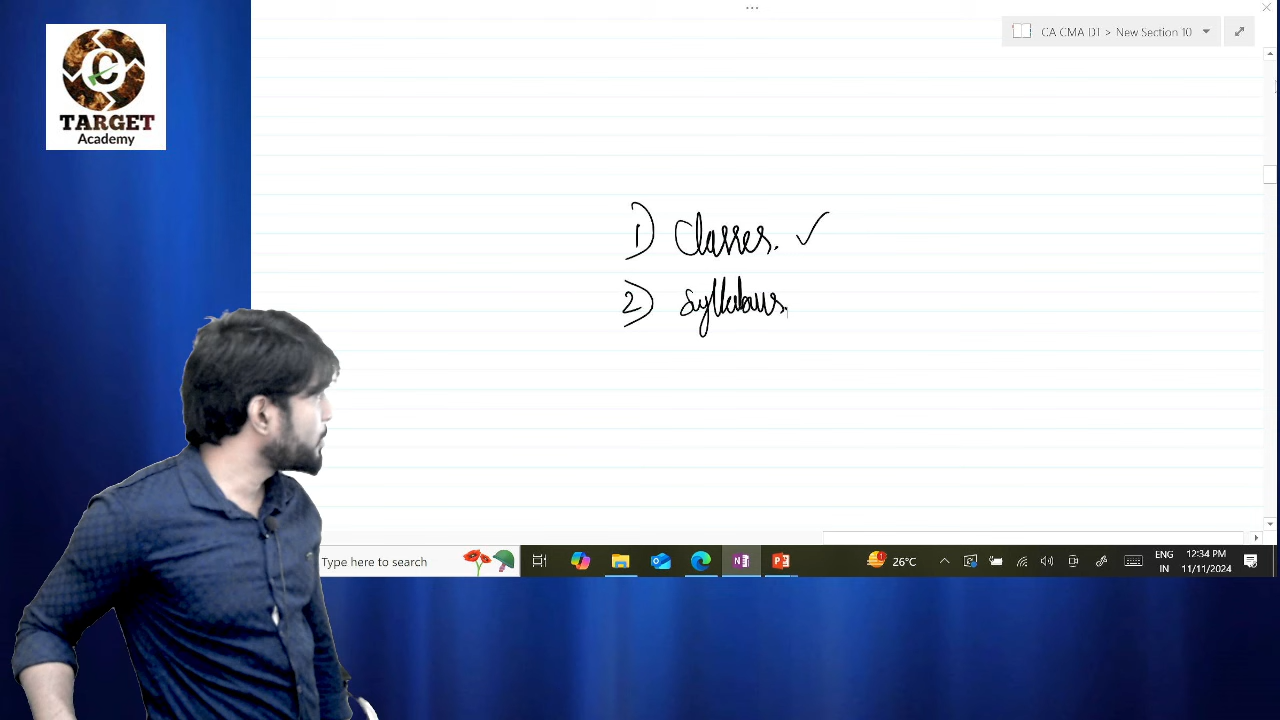 ...
CA CMA DT > New Section 10
TARGET
Academy
1) Classes. ✓
2) Syllabus.
Type here to search
26°C
ENG
IN
12:34 PM
11/11/2024